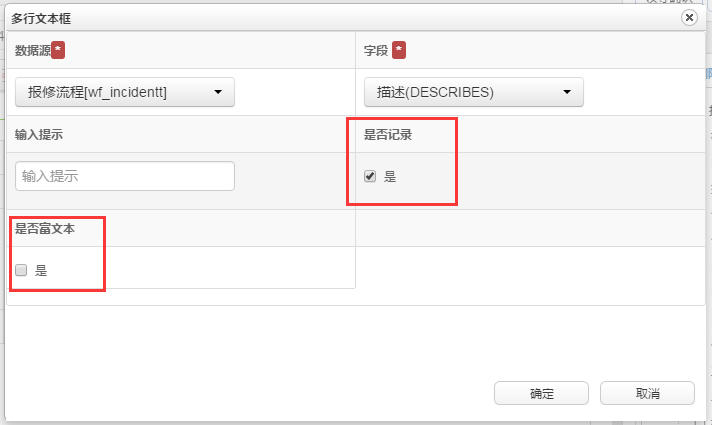 多行文本框
数据源 *
字段 *
报修流程[wf_incidentt]
描述(DESCRIBES)
输入提示
是否记录
输入提示
是
是否富文本
是
确定
取消